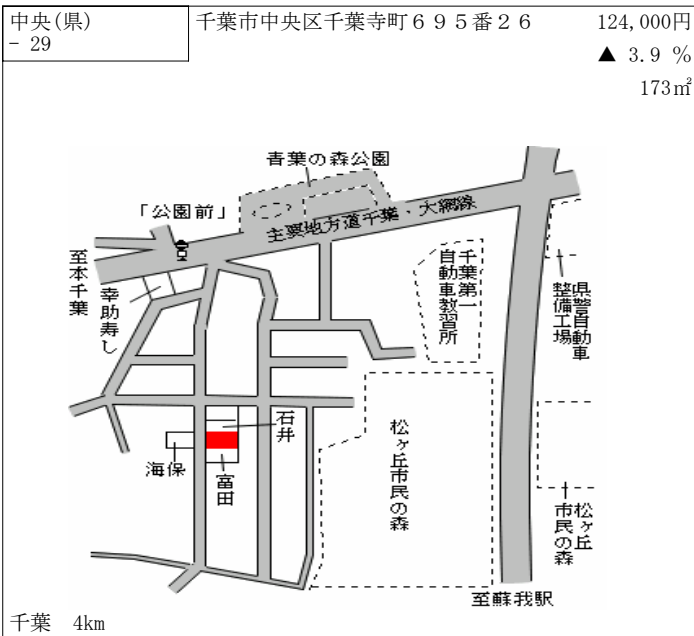 中央(県)
- 29
千葉市中央区千葉寺町６９５番２６
124,000円
▲ 3.9 %
173㎡
青葉の森公園
「公園前」
主要地方道千葉・大網線
至本千葉
幸助寿し
千葉第一
自動車教習所
県警自動車
整備工場
石井
海保
富田
松ヶ丘市民の森
松ヶ丘
市民の森
至蘇我駅
千葉 4km